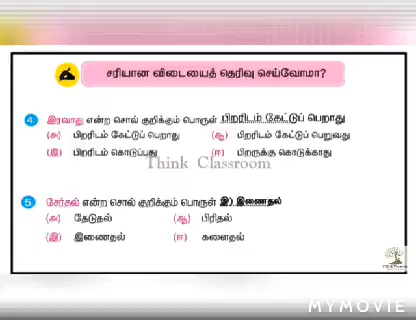 சரியான விடையைத் தெரிவு செய்வோமா?
4. இரவாது என்ற சொல் குறிக்கும் பொருள் பிறரிடம் கேட்டுப் பெறாது
(அ) பிறரிடம் கேட்டுப் பெறாது (ஆ) பிறரிடம் கேட்டுப் பெறுவது
(இ) பிறரிடம் கொடுப்பது (ஈ) பிறருக்கு கொடுக்காது
Think Classroom
5. சேர்தல் என்ற சொல் குறிக்கும் பொருள் இ) இணைதல்
(அ) தேடுதல் (ஆ) பிரிதல்
(இ) இணைதல் (ஈ) களைதல்
MYMOVIE